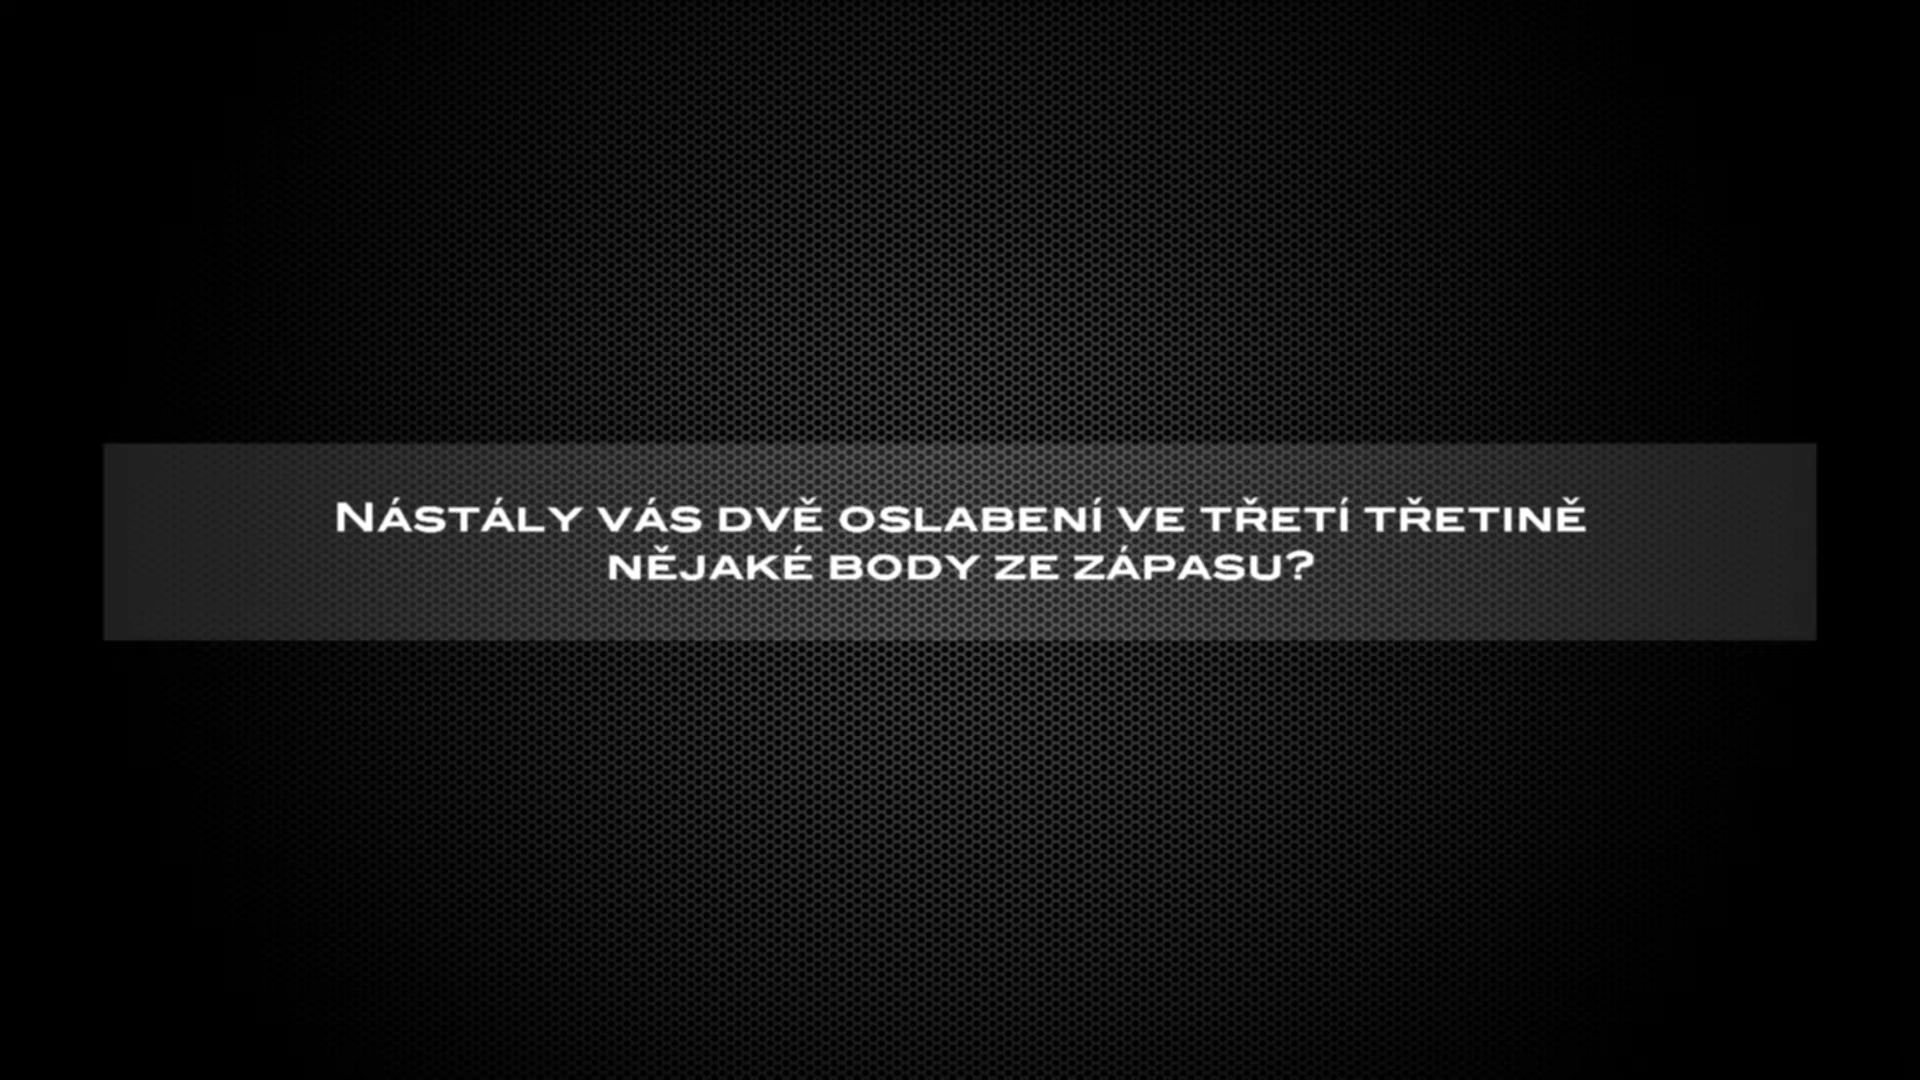 Nástály vás dvě oslabení ve třetí třetině
nějaké body ze zápasu?